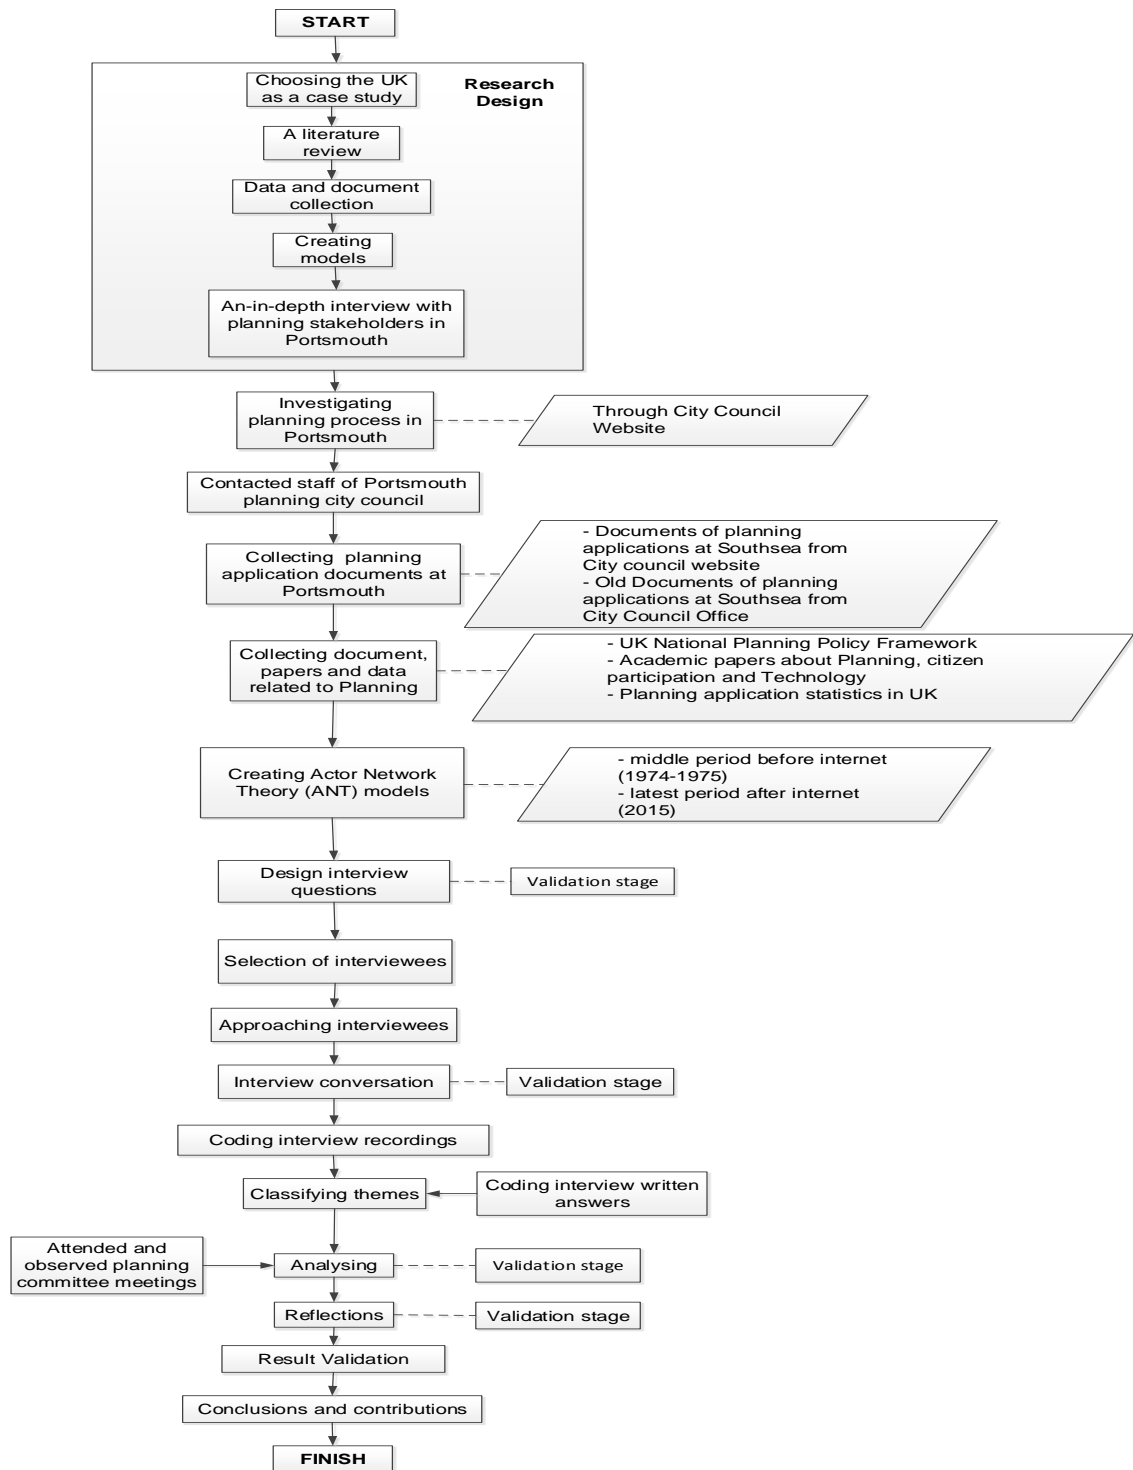 START
Research
Design
Choosing the UK
as a case study
A literature
review
Data and document
collection
Creating
models
An-in-depth interview with
planning stakeholders in
Portsmouth
Investigating
planning process in
Portsmouth
Through City Council
Website
Contacted staff of Portsmouth
planning city council
Collecting planning
application documents at
Portsmouth
- Documents of planning
applications at Southsea from
City council website
- Old Documents of planning
applications at Southsea from
City Council Office
Collecting document,
papers and data
related to Planning
- UK National Planning Policy Framework
- Academic papers about Planning, citizen
participation and Technology
- Planning application statistics in UK
Creating Actor Network
Theory (ANT) models
- middle period before internet
(1974-1975)
- latest period after internet
(2015)
Design interview
questions
Validation stage
Selection of interviewees
Approaching interviewees
Interview conversation
Validation stage
Coding interview recordings
Classifying themes
Coding interview written
answers
Attended and
observed planning
committee meetings
Analysing
Validation stage
Reflections
Validation stage
Result Validation
Conclusions and contributions
FINISH